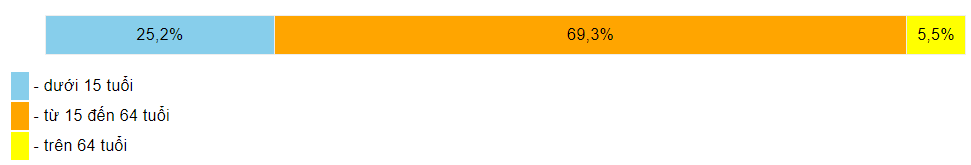 25,2% 69,3% 5,5%
- dưới 15 tuổi
- từ 15 đến 64 tuổi
- trên 64 tuổi